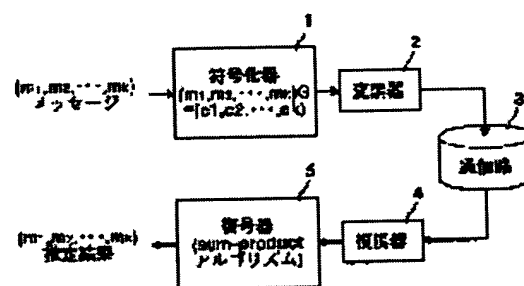 1
2
3
(m1,m2,···,mk)
メッセージ
符号化器
(m1,m2,···,mk)G
=(c1,c2,···,
変調器
通信路
5
4
(m1,m2,···,mk)
推定結果
復号器
(sum-product
アルゴリズム)
復調器